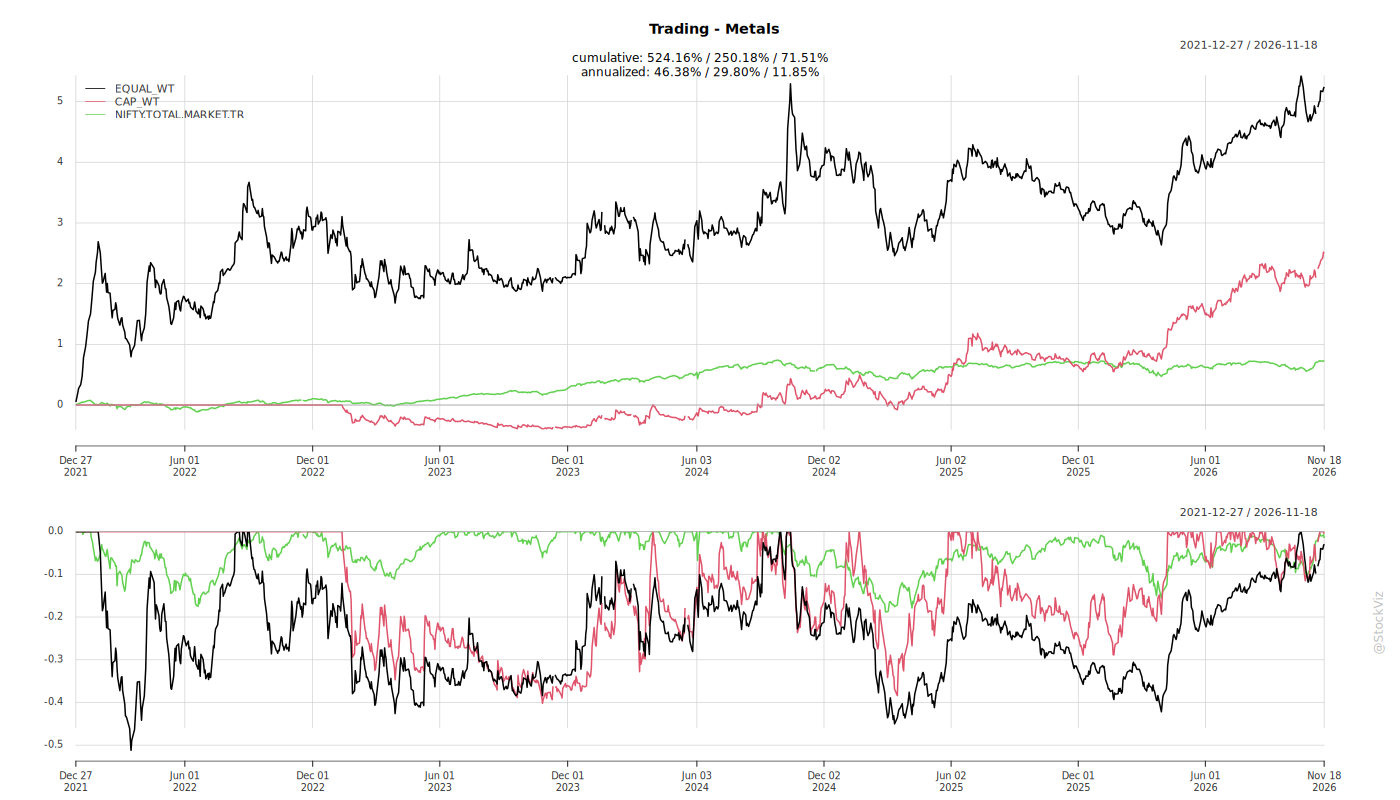 Trading - Metals
2021-12-27 / 2026-11-18
cumulative: 524.16% / 250.18% / 71.51%
annualized: 46.38% / 29.80% / 11.85%
EQUAL_WT
CAP_WT
NIFTY.TOTAL.MARKET.TR
5
4
3
2
1
0
Dec 27 Jun 01 Dec 01 Jun 01 Dec 01 Jun 03 Dec 02 Jun 02 Dec 01 Jun 01 Nov 18
2021 2022 2022 2023 2023 2024 2024 2025 2025 2026 2026
2021-12-27 / 2026-11-18
0.0
-0.1
-0.2
-0.3
-0.4
-0.5
Dec 27 Jun 01 Dec 01 Jun 01 Dec 01 Jun 03 Dec 02 Jun 02 Dec 01 Jun 01 Nov 18
2021 2022 2022 2023 2023 2024 2024 2025 2025 2026 2026
@StockViz